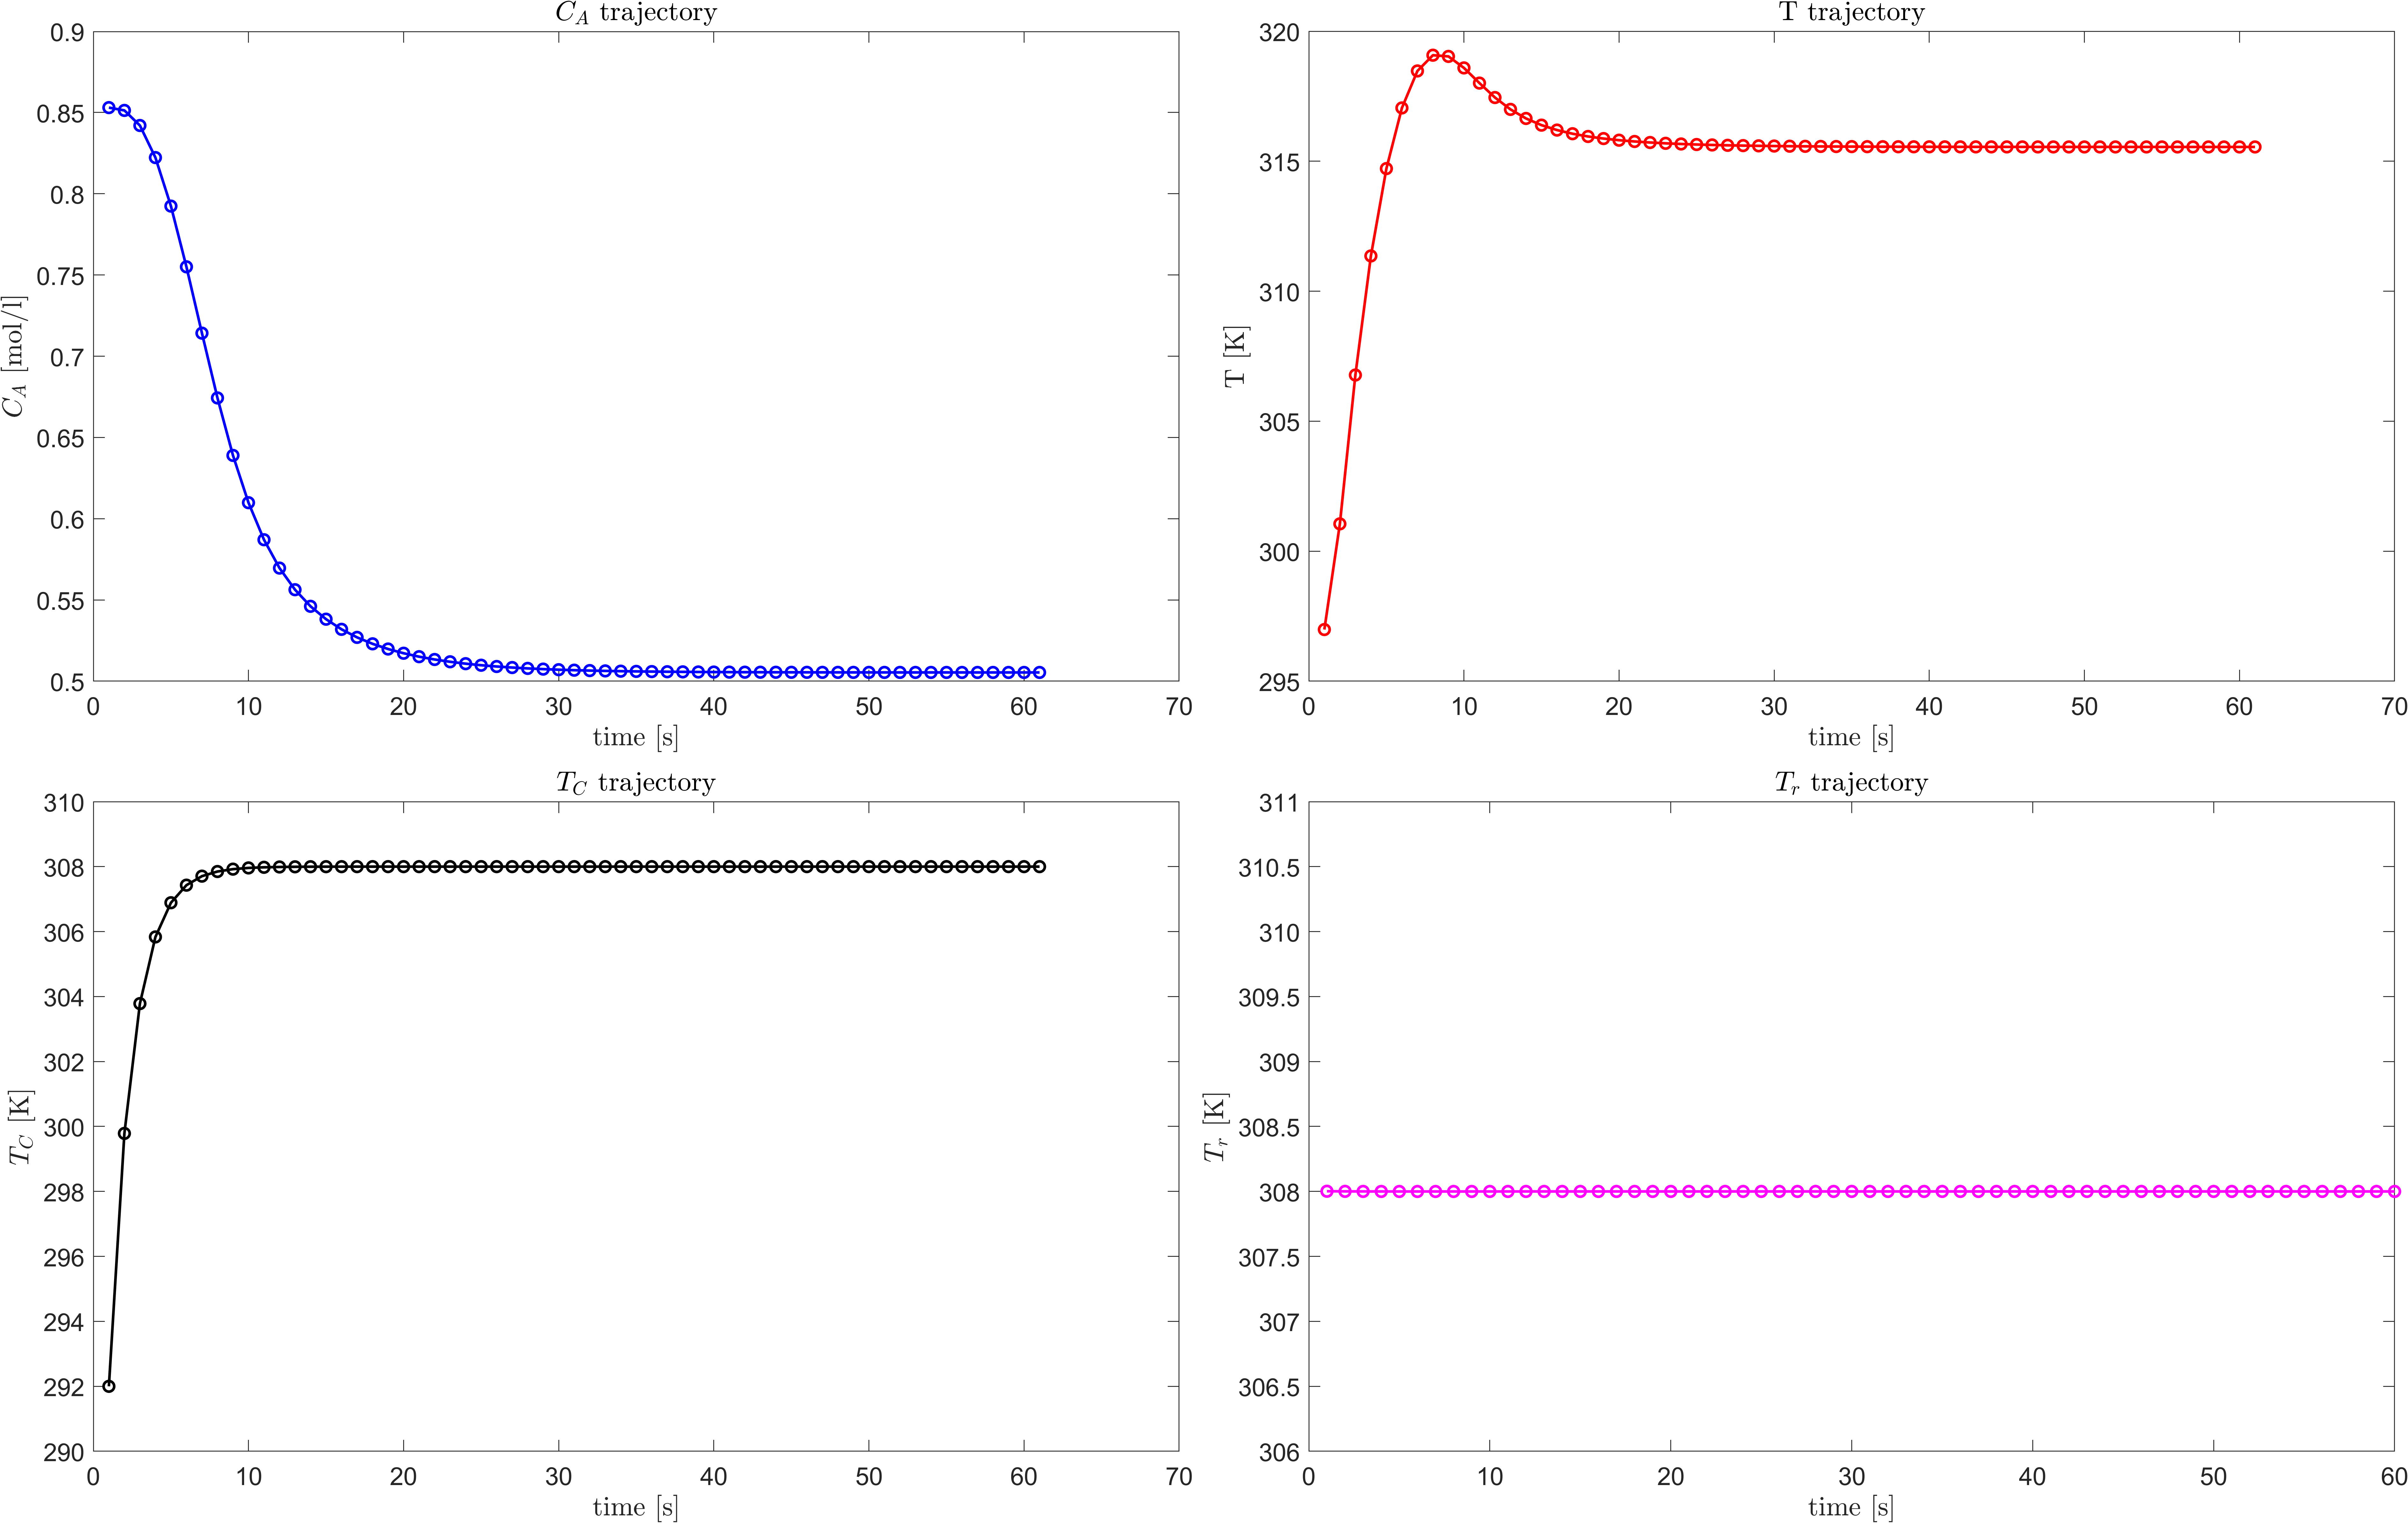 C_A trajectory
0.9
0.85
0.8
0.75
0.7
0.65
0.6
0.55
0.5
C_A [mol/l]
0 10 20 30 40 50 60 70
time [s]
T trajectory
320
315
310
305
300
295
T [K]
0 10 20 30 40 50 60 70
time [s]
T_C trajectory
310
308
306
304
302
300
298
296
294
292
290
T_C [K]
0 10 20 30 40 50 60 70
time [s]
T_r trajectory
311
310.5
310
309.5
309
308.5
308
307.5
307
306.5
306
T_r [K]
0 10 20 30 40 50 60
time [s]